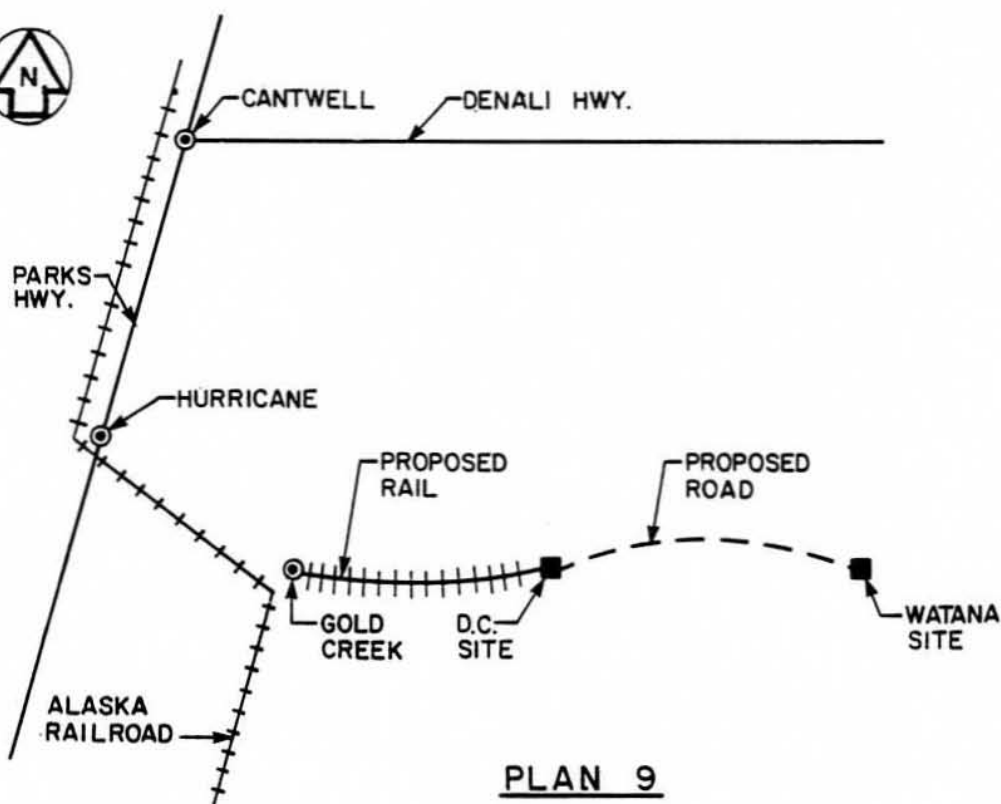 N
CANTWELL
DENALI HWY.
PARKS
HWY.
HURRICANE
PROPOSED
RAIL
PROPOSED
ROAD
GOLD
CREEK
D.C.
SITE
WATANA
SITE
ALASKA
RAILROAD
PLAN 9